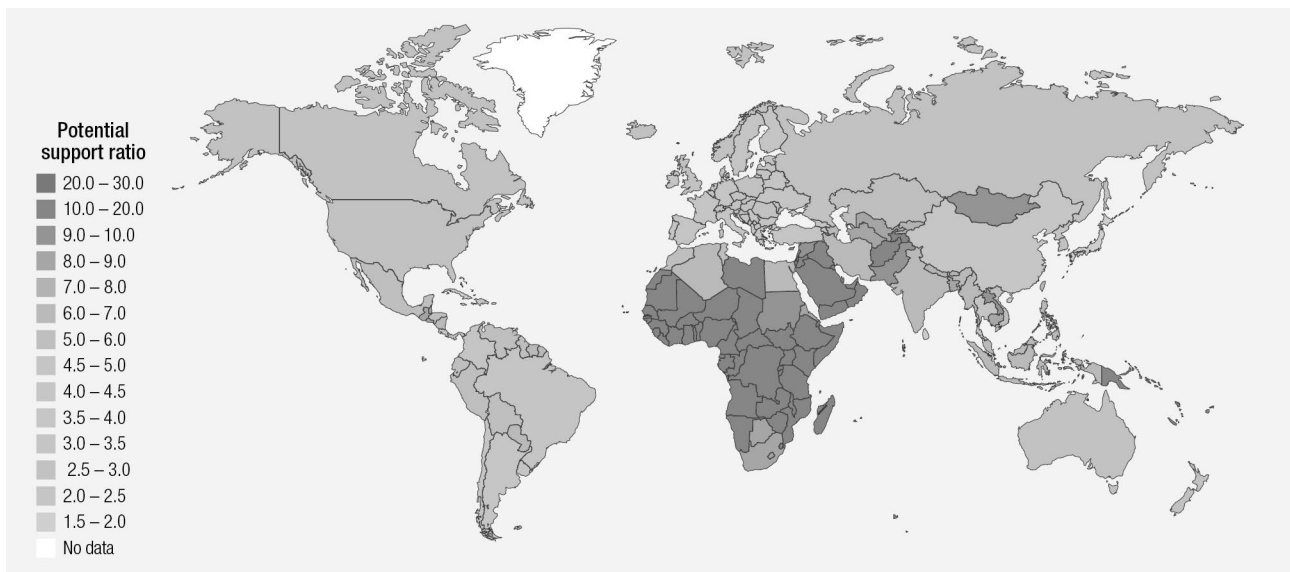 Potential
support ratio
20.0 – 30.0
10.0 – 20.0
9.0 – 10.0
8.0 – 9.0
7.0 – 8.0
6.0 – 7.0
5.0 – 6.0
4.5 – 5.0
4.0 – 4.5
3.5 – 4.0
3.0 – 3.5
2.5 – 3.0
2.0 – 2.5
1.5 – 2.0
No data